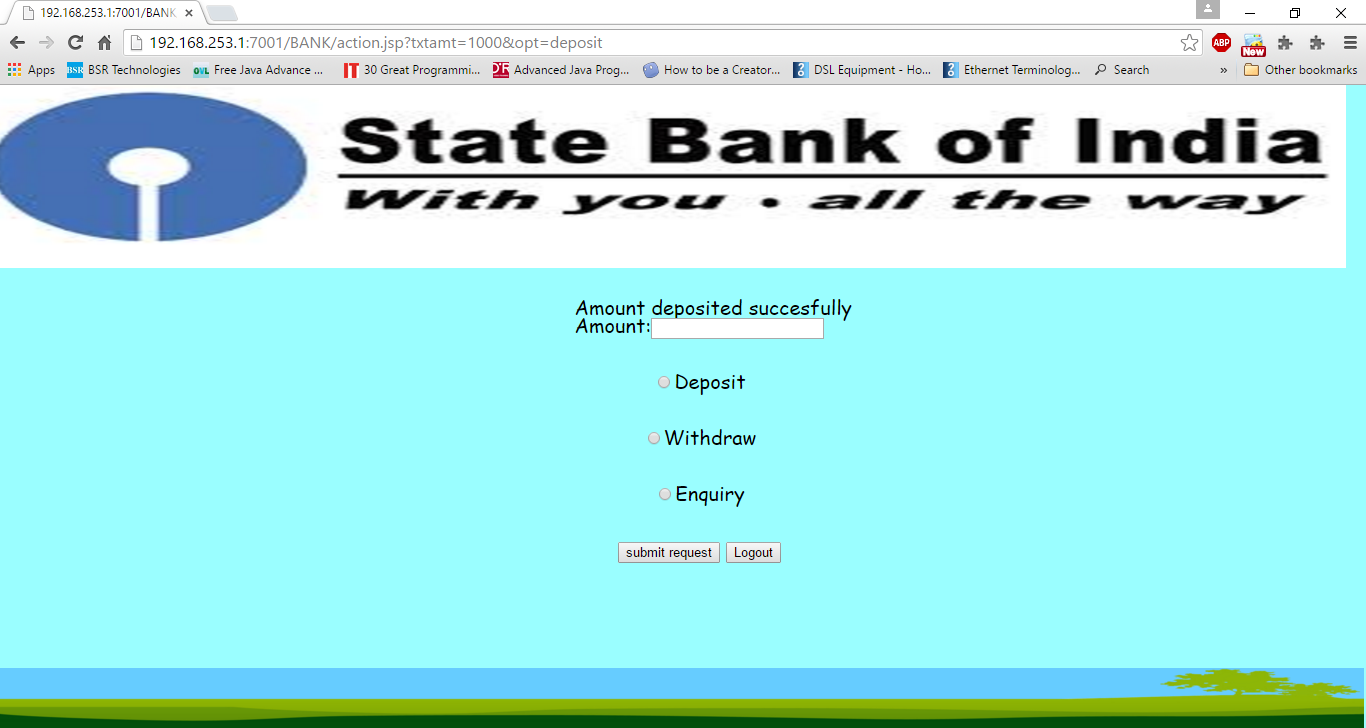 192.168.253.1:7001/BANK
192.168.253.1:7001/BANK/action.jsp?txtamt=1000&opt=deposit
ABP
New
Apps BSR BSR Technologies OVL Free Java Advance ... IT 30 Great Programmi... Advanced Java Prog... How to be a Creator... DSL Equipment - Ho... Ethernet Terminolog... Search » Other bookmarks
State Bank of India
With you • all the way
Amount deposited succesfully
Amount:
Deposit
Withdraw
Enquiry
submit request Logout